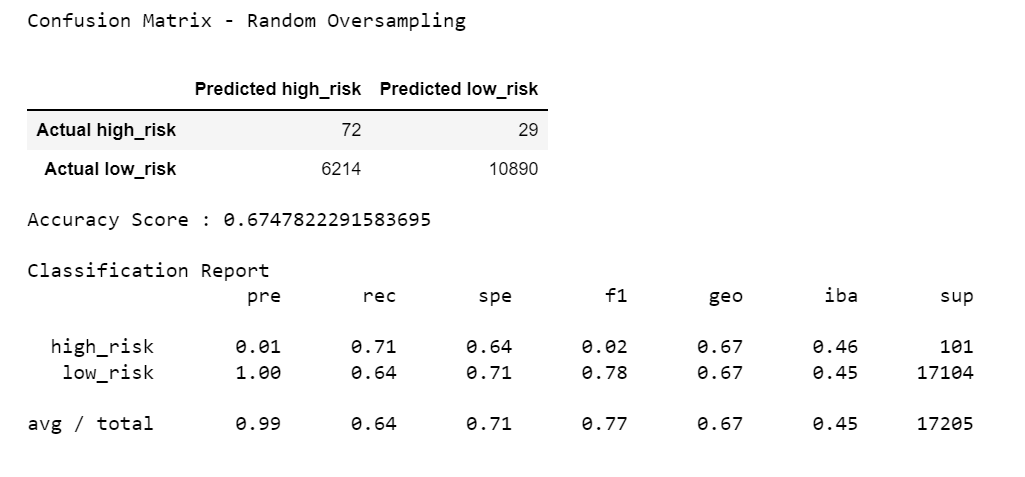 Confusion Matrix - Random Oversampling
Predicted high_risk Predicted low_risk
Actual high_risk 72 29
Actual low_risk 6214 10890
Accuracy Score : 0.6747822291583695
Classification Report
pre rec spe f1 geo iba sup
high_risk 0.01 0.71 0.64 0.02 0.67 0.46 101
low_risk 1.00 0.64 0.71 0.78 0.67 0.45 17104
avg / total 0.99 0.64 0.71 0.77 0.67 0.45 17205